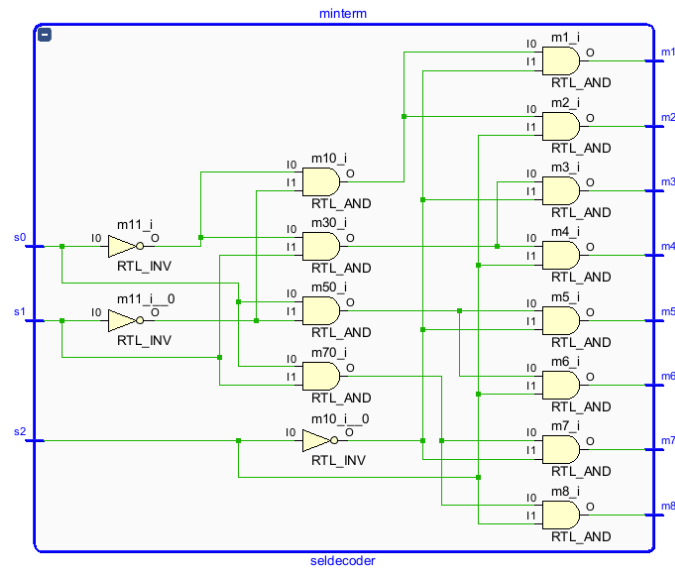 minterm
m1_i
I0 O m1
I1
RTL_AND
m2_i
I0 O m2
I1
RTL_AND
m10_i
I0 O
I1
RTL_AND
m3_i
I0 O m3
I1
RTL_AND
s0
m11_i
I0 O
RTL_INV
m30_i
I0 O
I1
RTL_AND
m4_i
I0 O m4
I1
RTL_AND
s1
m11_i__0
I0 O
RTL_INV
m50_i
I0 O
I1
RTL_AND
m5_i
I0 O m5
I1
RTL_AND
m70_i
I0 O
I1
RTL_AND
m6_i
I0 O m6
I1
RTL_AND
s2
m10_i__0
I0 O
RTL_INV
m7_i
I0 O m7
I1
RTL_AND
m8_i
I0 O m8
I1
RTL_AND
seldecoder